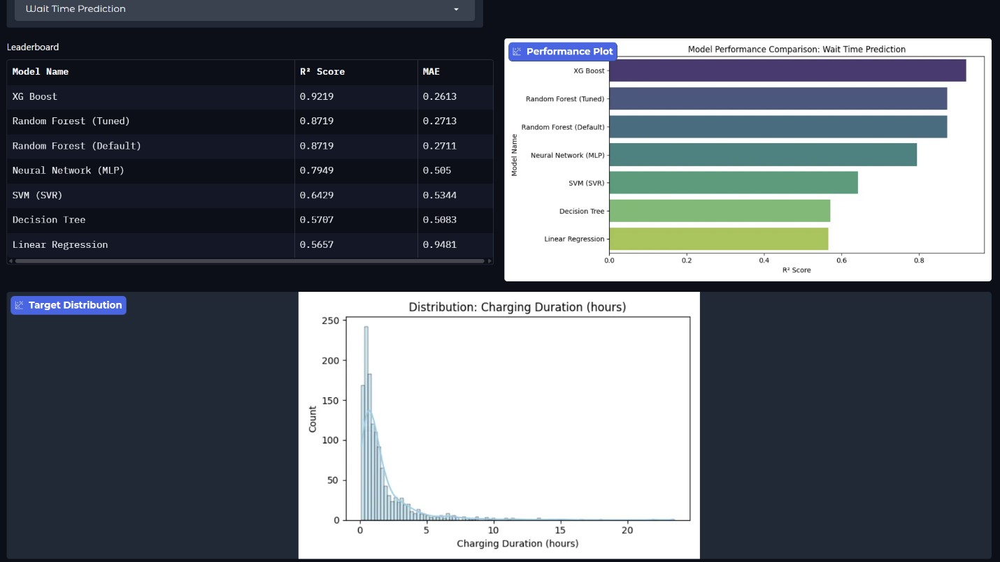 Wait Time Prediction
Leaderboard
Model Name R² Score MAE
XG Boost 0.9219 0.2613
Random Forest (Tuned) 0.8719 0.2713
Random Forest (Default) 0.8719 0.2711
Neural Network (MLP) 0.7949 0.505
SVM (SVR) 0.6429 0.5344
Decision Tree 0.5707 0.5083
Linear Regression 0.5657 0.9481
Performance Plot
Model Performance Comparison: Wait Time Prediction
Model Name
XG Boost
Random Forest (Tuned)
Random Forest (Default)
Neural Network (MLP)
SVM (SVR)
Decision Tree
Linear Regression
0.0 0.2 0.4 0.6 0.8
R² Score
Target Distribution
Distribution: Charging Duration (hours)
Count
250
200
150
100
50
0
0 5 10 15 20
Charging Duration (hours)